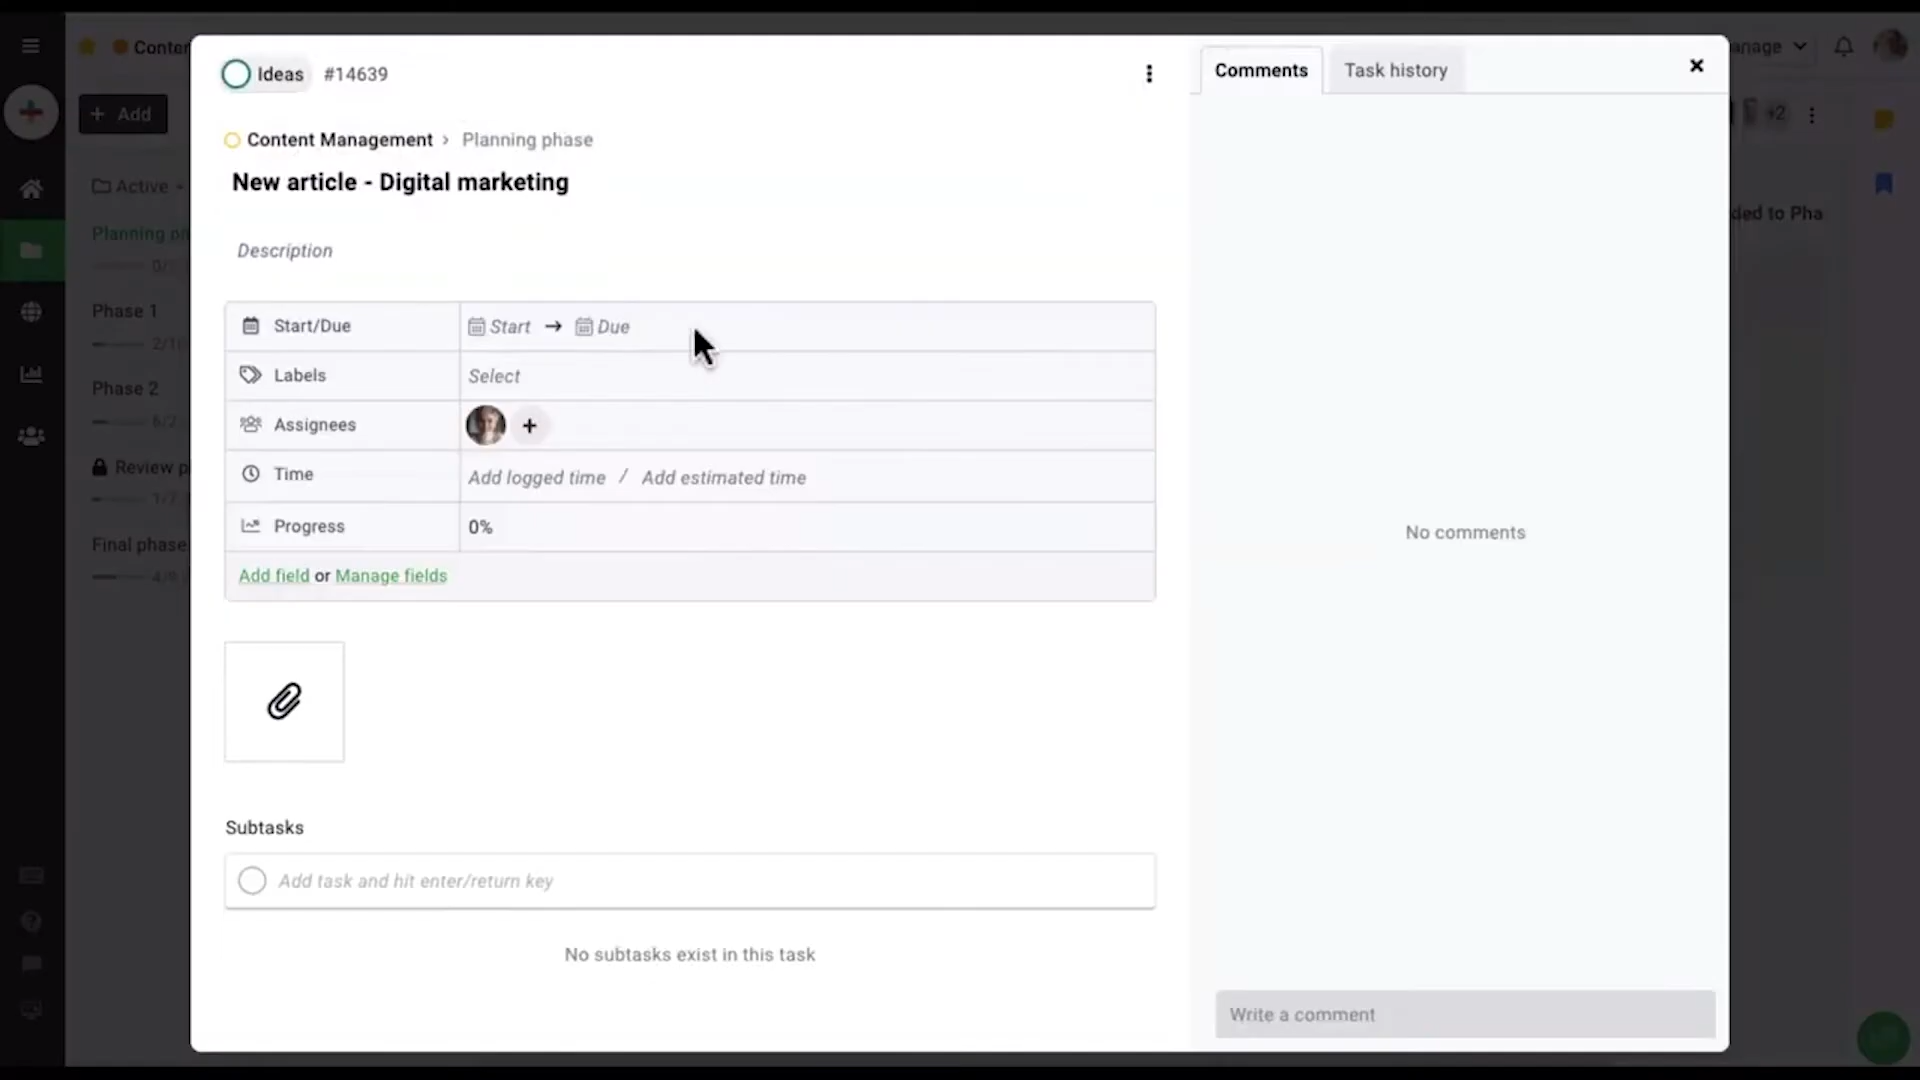 Ideas #14639
Content Management › Planning phase
New article - Digital marketing
Description
Start/Due Start → Due
Labels Select
Assignees +
Time Add logged time / Add estimated time
Progress 0%
Add field or Manage fields
Subtasks
Add task and hit enter/return key
No subtasks exist in this task
Comments Task history
No comments
Write a comment
+ Add
Active
Planning
Phase 1
Phase 2
Review
Final phase
+2